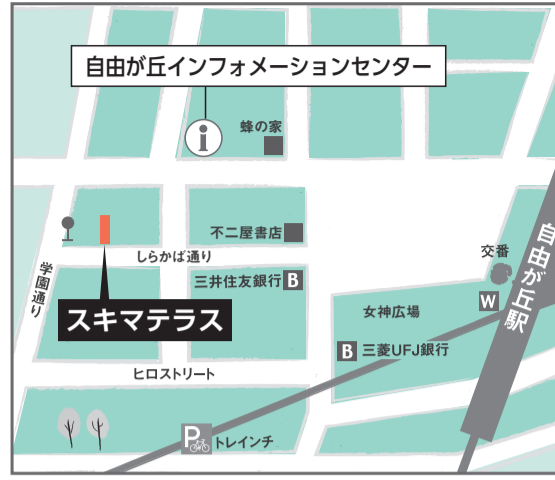 自由が丘インフォメーションセンター
i
蜂の家
不二屋書店
しらかば通り
学園通り
三井住友銀行 B
スキマテラス
交番
自由が丘駅
W
女神広場
B 三菱UFJ銀行
ヒロストリート
P トレインチ